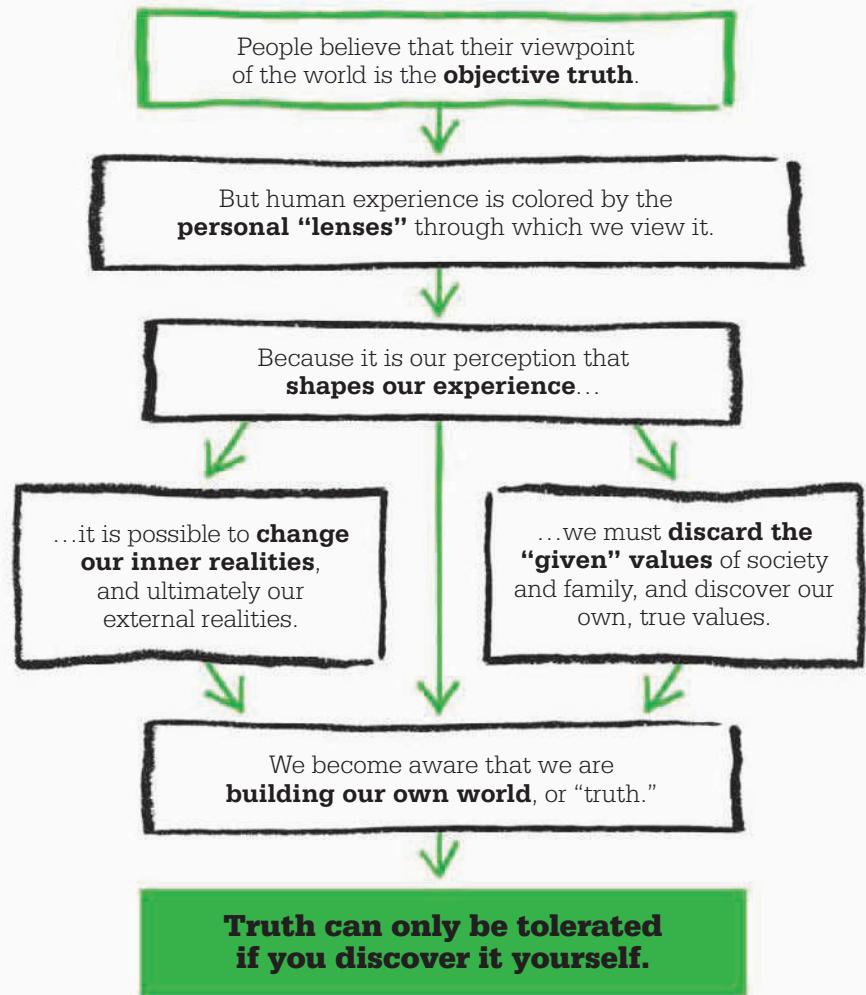 People believe that their viewpoint
of the world is the objective truth.
But human experience is colored by the
personal “lenses” through which we view it.
Because it is our perception that
shapes our experience…
…it is possible to change
our inner realities,
and ultimately our
external realities.
…we must discard the
“given” values of society
and family, and discover our
own, true values.
We become aware that we are
building our own world, or “truth.”
Truth can only be tolerated
if you discover it yourself.